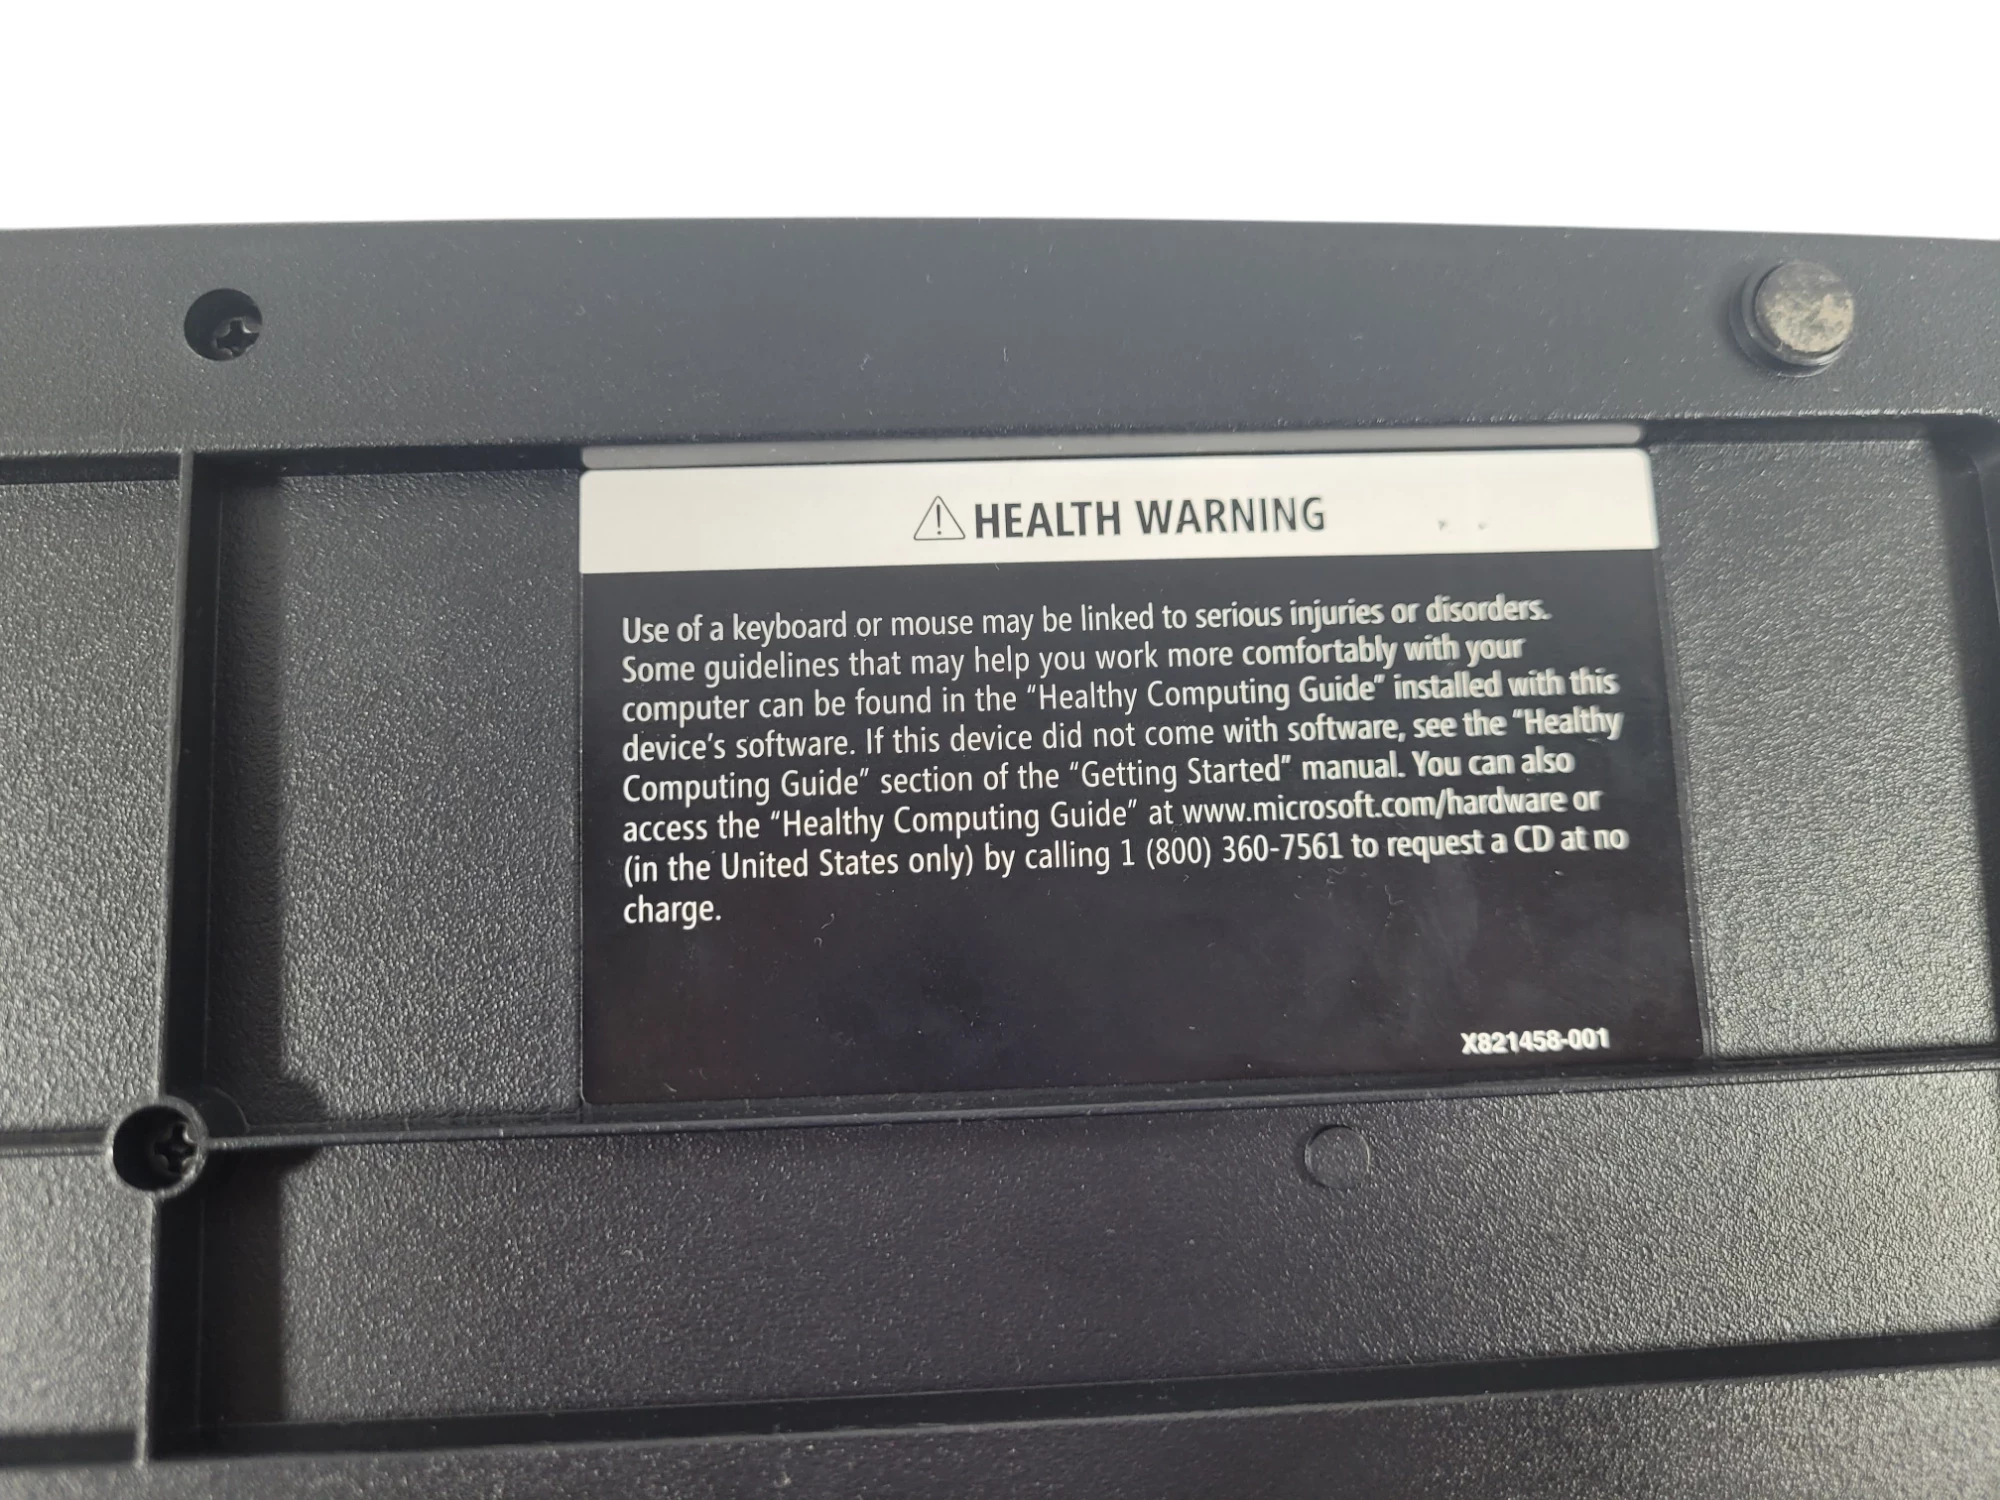 HEALTH WARNING
Use of a keyboard or mouse may be linked to serious injuries or disorders.
Some guidelines that may help you work more comfortably with your
computer can be found in the “Healthy Computing Guide” installed with this
device’s software. If this device did not come with software, see the “Healthy
Computing Guide” section of the “Getting Started” manual. You can also
access the “Healthy Computing Guide” at www.microsoft.com/hardware or
(in the United States only) by calling 1 (800) 360-7561 to request a CD at no
charge.
X821458-001